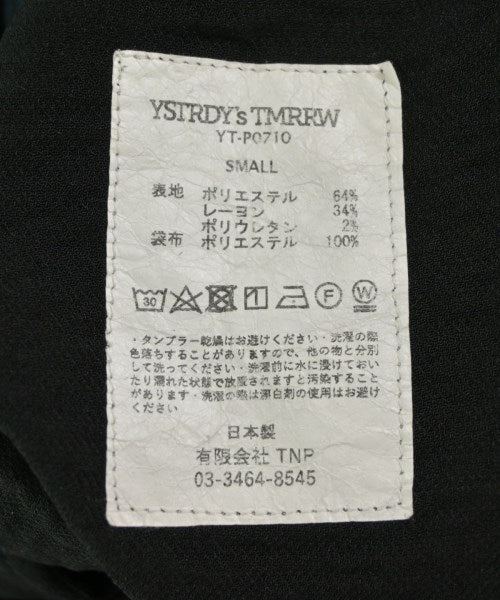 YSTRDY's TMRRW
YT-P0710
SMALL
表地 ポリエステル 64%
レーヨン 34%
ポリウレタン 2%
袋布 ポリエステル 100%
30 F W
・タンブラー乾燥はお避けください・洗濯の際
色落ちすることがありますので、他の物と分別
して洗ってください・洗濯前に水に浸けておい
たり濡れた状態で放置されますと汚染すること
があります・洗濯の際は漂白剤の使用はお避け
ください
日本製
有限会社 TNP
03-3464-8545